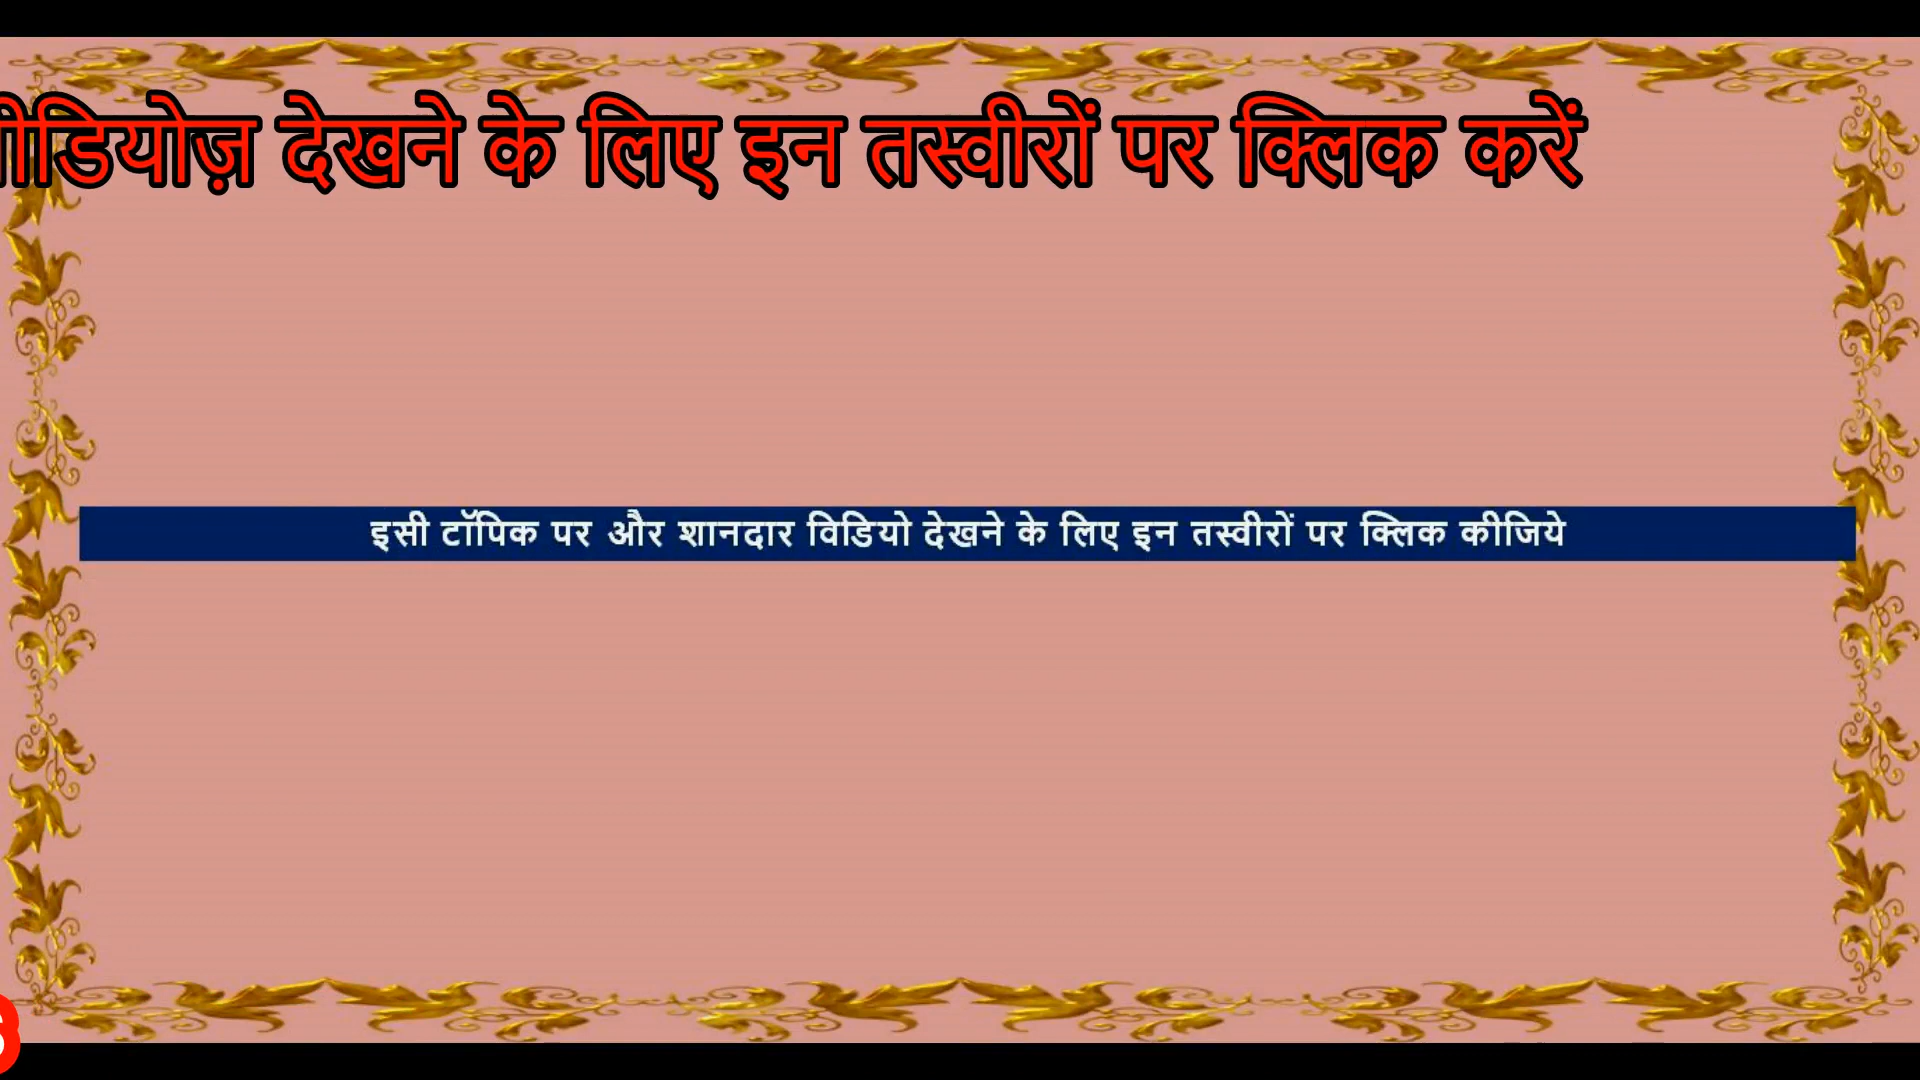 देखने के लिए इन तस्वीरों पर क्लिक करें
इसी टॉपिक पर और शानदार विडियो देखने के लिए इन तस्वीरों पर क्लिक कीजिये